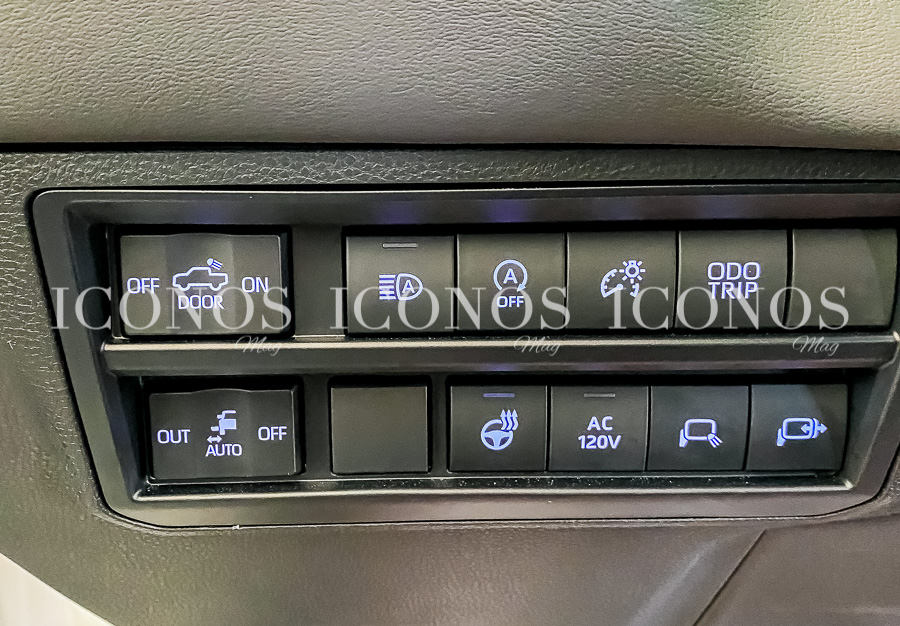 OFF DOOR ON
A
A
OFF
ODO
TRIP
ICONOS ICONOS ICONOS
Mag Mag Mag
OUT AUTO OFF
AC
120V